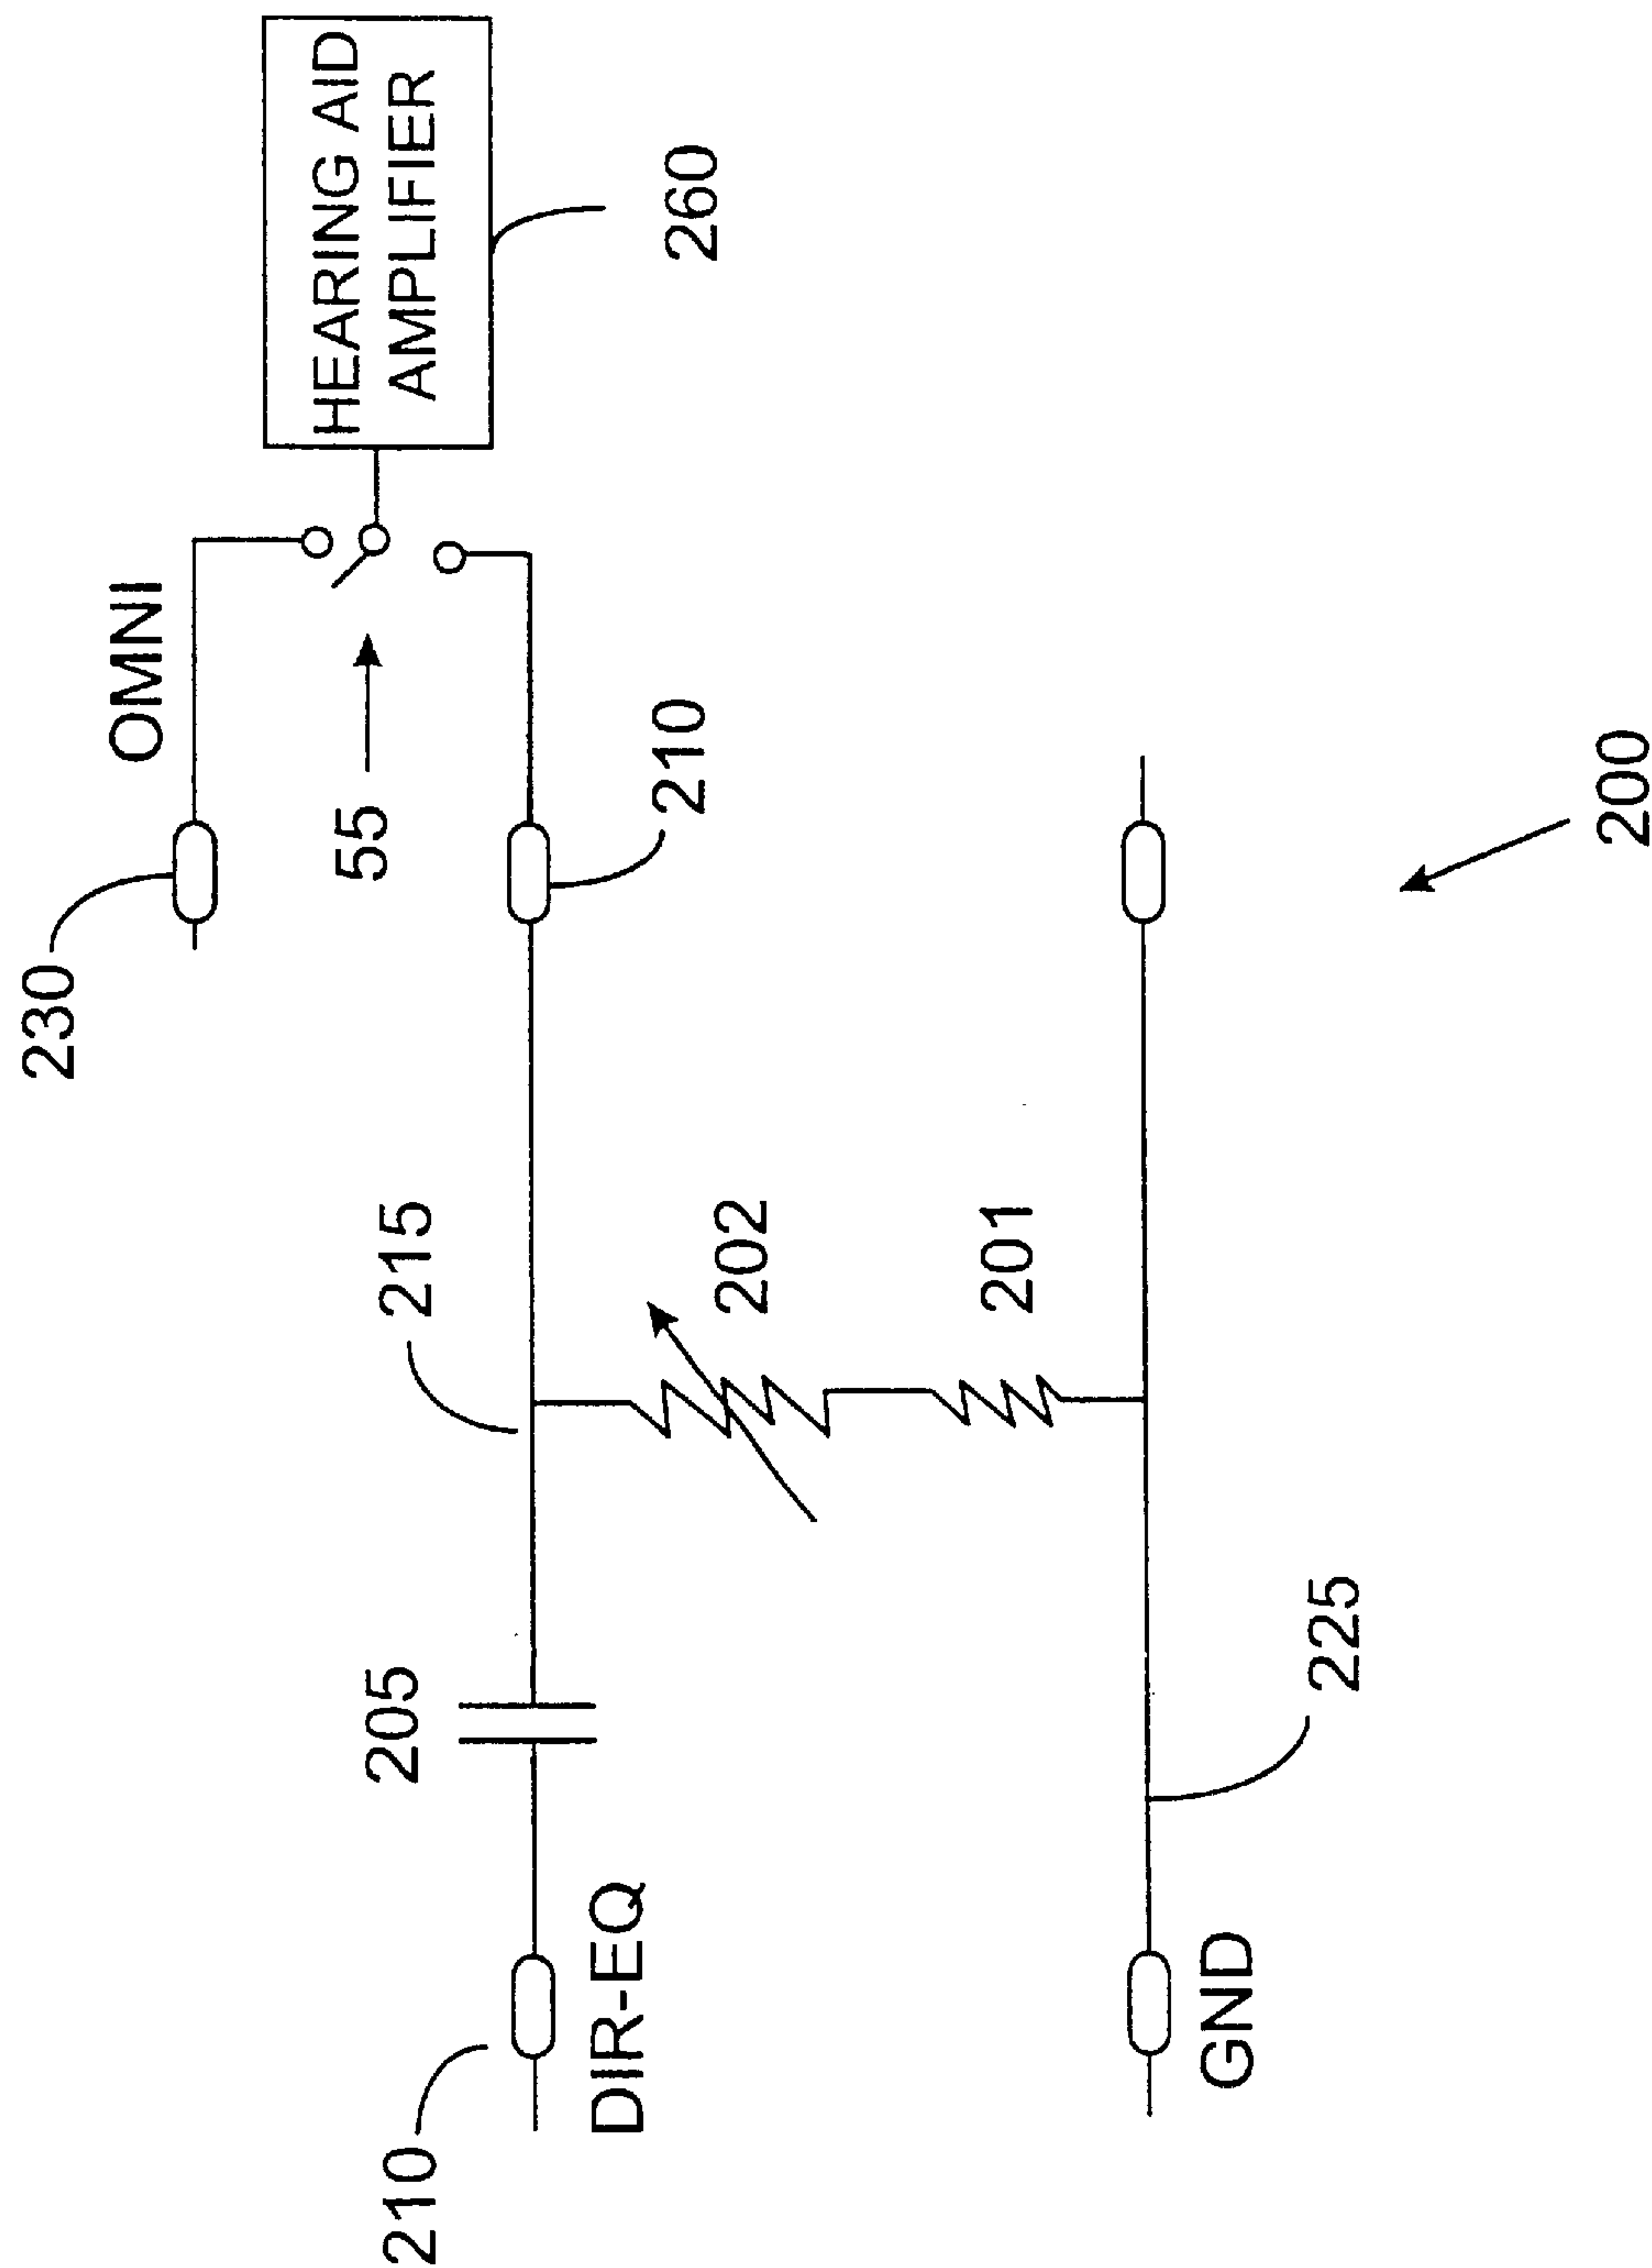 HEARING AID
AMPLIFIER
260
OMNI
230
55
210
215
202
201
205
210
DIR-EQ
GND
225
200